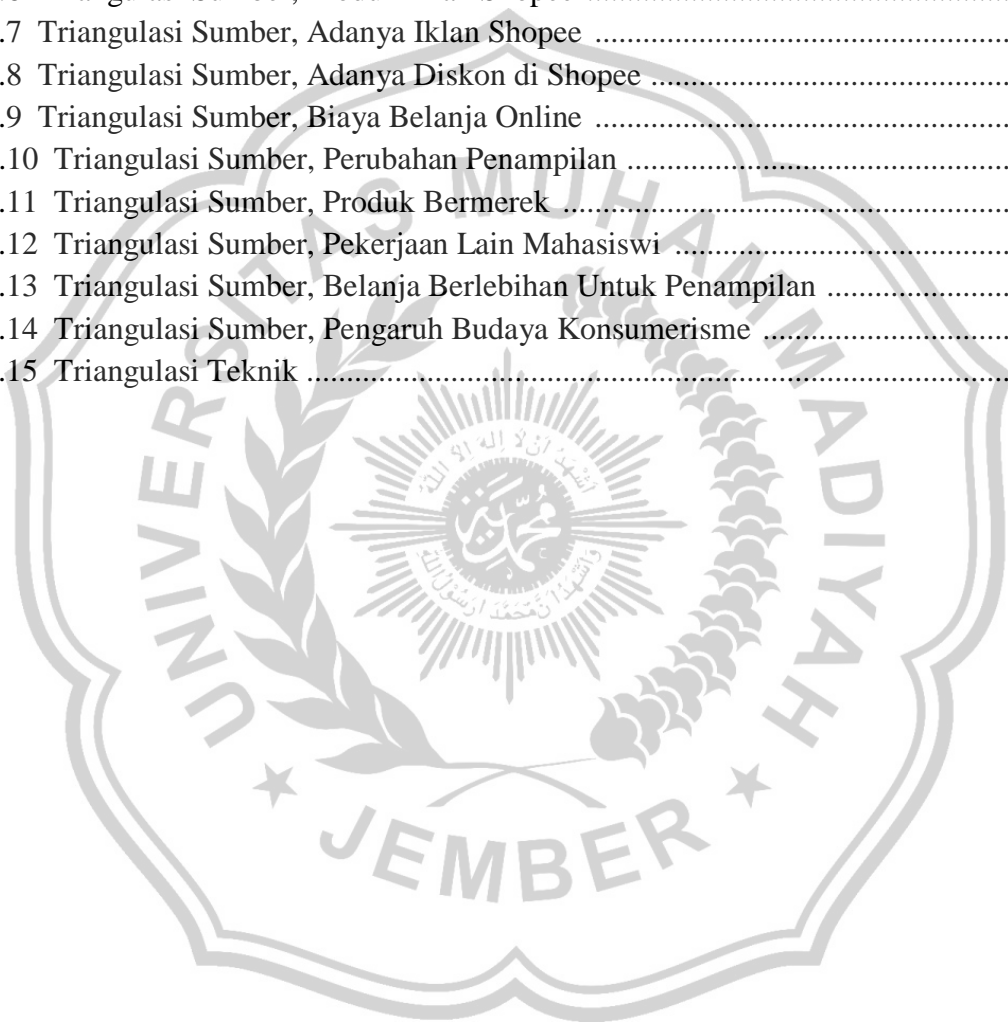 .7 Triangulasi Sumber, Adanya Iklan Shopee ........................................................
.8 Triangulasi Sumber, Adanya Diskon di Shopee ................................................
.9 Triangulasi Sumber, Biaya Belanja Online ........................................................
.10 Triangulasi Sumber, Perubahan Penampilan ...................................................
.11 Triangulasi Sumber, Produk Bermerek ............................................................
.12 Triangulasi Sumber, Pekerjaan Lain Mahasiswi .............................................
.13 Triangulasi Sumber, Belanja Berlebihan Untuk Penampilan .........................
.14 Triangulasi Sumber, Pengaruh Budaya Konsumerisme .................................
.15 Triangulasi Teknik ...........................................................................................
UNIVERSITAS MUHAMMADIYAH
JEMBER